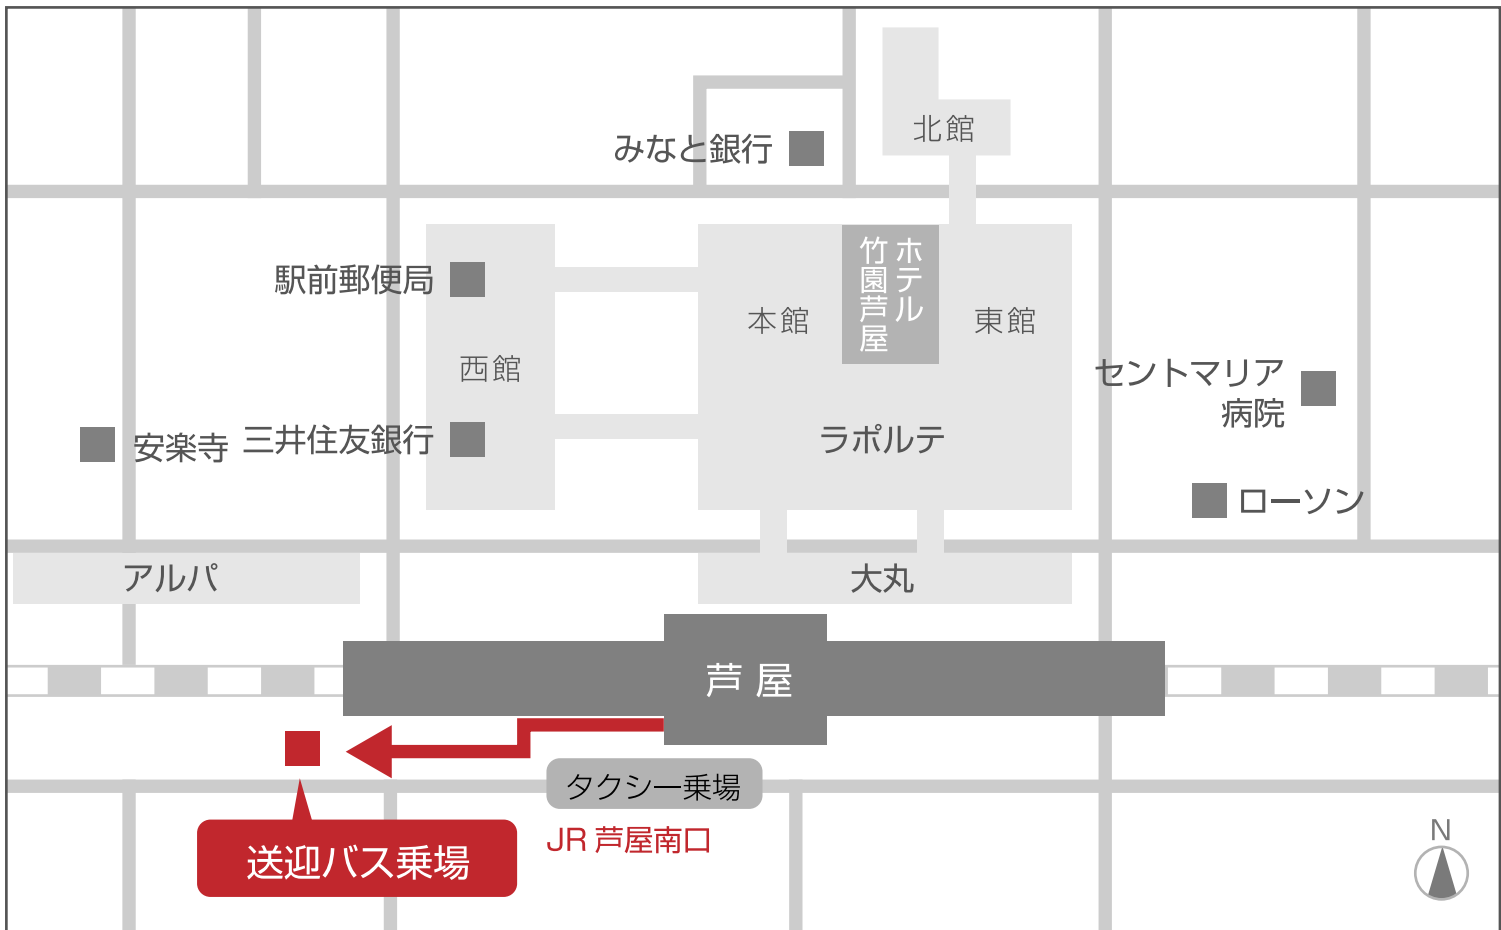 北館
みなと銀行
ホテル
竹園芦屋
駅前郵便局
本館
東館
西館
セントマリア
病院
安楽寺
三井住友銀行
ラポルテ
ローソン
アルパ
大丸
芦屋
タクシー乗場
JR 芦屋南口
送迎バス乗場
N